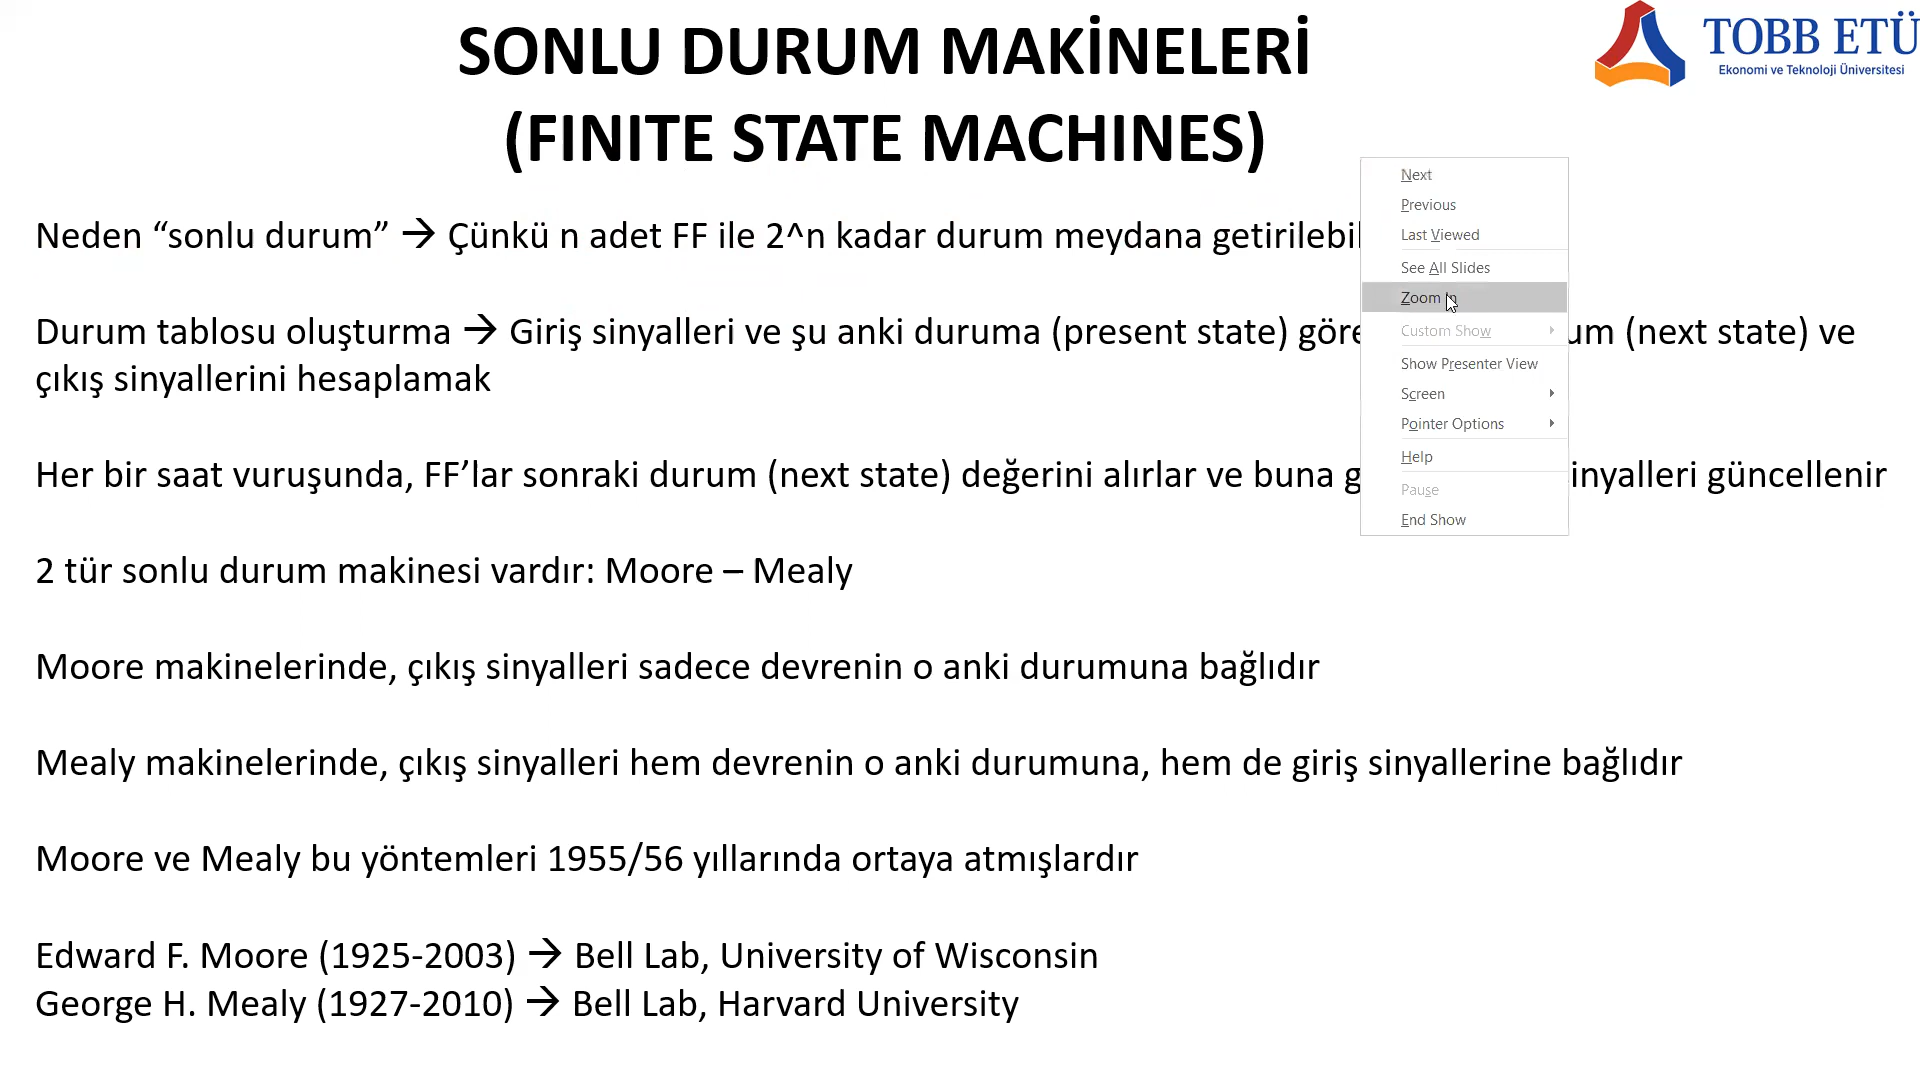 SONLU DURUM MAKİNELERİ
(FINITE STATE MACHINES)
TOBB ETÜ
Ekonomi ve Teknoloji Üniversitesi
Neden “sonlu durum” → Çünkü n adet FF ile 2^n kadar durum meydana
Durum tablosu oluşturma → Giriş sinyalleri ve şu anki duruma (present state) göre (next state) ve
çıkış sinyallerini hesaplamak
Her bir saat vuruşunda, FF’lar sonraki durum (next state) değerini alırlar ve buna güncellenir
2 tür sonlu durum makinesi vardır: Moore – Mealy
Moore makinelerinde, çıkış sinyalleri sadece devrenin o anki durumuna bağlıdır
Mealy makinelerinde, çıkış sinyalleri hem devrenin o anki durumuna, hem de giriş sinyallerine bağlıdır
Moore ve Mealy bu yöntemleri 1955/56 yıllarında ortaya atmışlardır
Edward F. Moore (1925-2003) → Bell Lab, University of Wisconsin
George H. Mealy (1927-2010) → Bell Lab, Harvard University
Next
Previous
Last Viewed
See All Slides
Zoom In
Custom Show
Show Presenter View
Screen
Pointer Options
Help
Pause
End Show